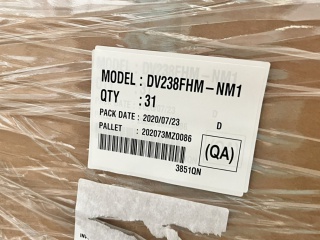 MODEL : DV238FHM-NM1
QTY : 31
PACK DATE : 2020/07/23
D
PALLET : 202073MZ0086
(QA)
3851QN